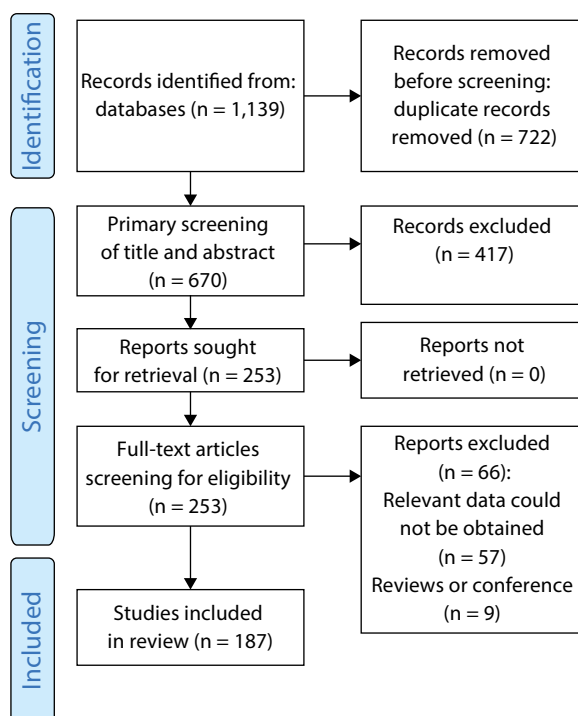 Identification
Records identified from:
databases (n = 1,139)
Records removed
before screening:
duplicate records
removed (n = 722)
Screening
Primary screening
of title and abstract
(n = 670)
Records excluded
(n = 417)
Reports sought
for retrieval (n = 253)
Reports not
retrieved (n = 0)
Full-text articles
screening for eligibility
(n = 253)
Reports excluded
(n = 66):
Relevant data could
not be obtained
(n = 57)
Reviews or conference
(n = 9)
Included
Studies included
in review (n = 187)